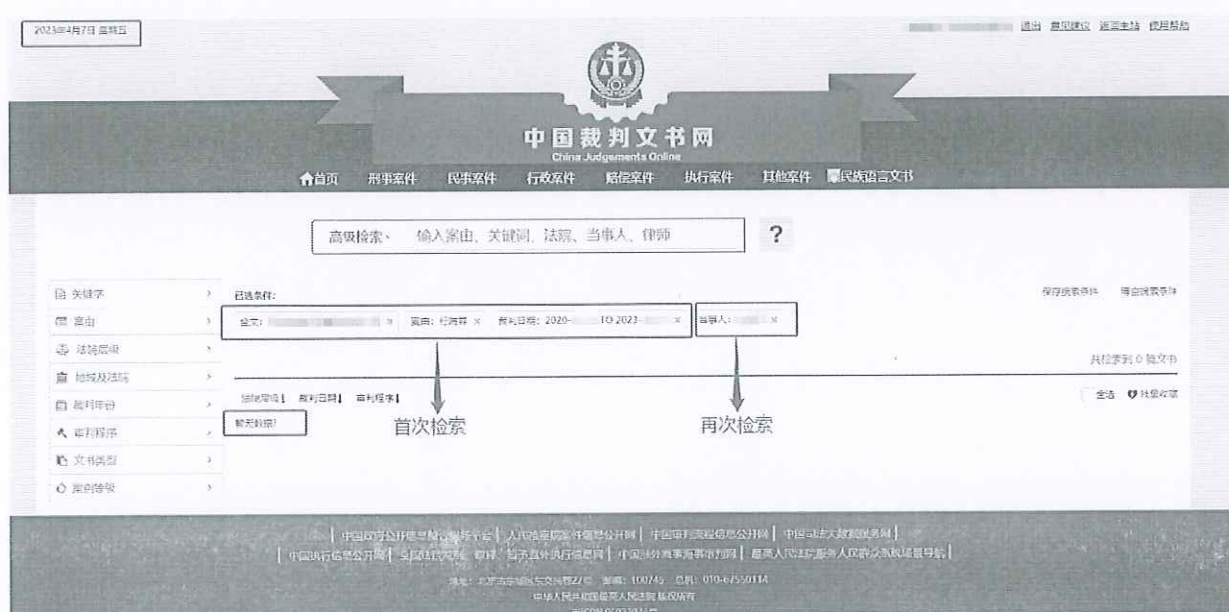 2023年4月7日 星期五
退出 意见建议 返回主站 使用帮助
中国裁判文书网
China Judgements Online
首页 刑事案件 民事案件 行政案件 赔偿案件 执行案件 其他案件 民族语言文书
高级检索 输入案由、关键词、法院、当事人、律师 ?
关键字
案由
法院层级
地域及法院
裁判年份
审判程序
文书类型
案例等级
已选条件:
保存搜索条件 清空搜索条件
全文: × 案由: × 裁判日期: 2020- TO 2023- × 当事人: ×
共检索到 0 篇文书
法院层级 裁判日期 审判程序
全选 批量收藏
暂无数据!
首次检索 再次检索
中国政府公开信息整合服务平台 | 人民检察院案件信息公开网 | 中国审判流程信息公开网 | 中国司法大数据服务网 |
| 中国执行信息公开网 | 全国法院减刑、假释、暂予监外执行信息网 | 中国涉外商事海事审判网 | 最高人民法院服务人民群众系统场景导航 |
地址: 北京市东城区东交民巷27号 邮编: 100745 总机: 010-67550114
中华人民共和国最高人民法院 版权所有